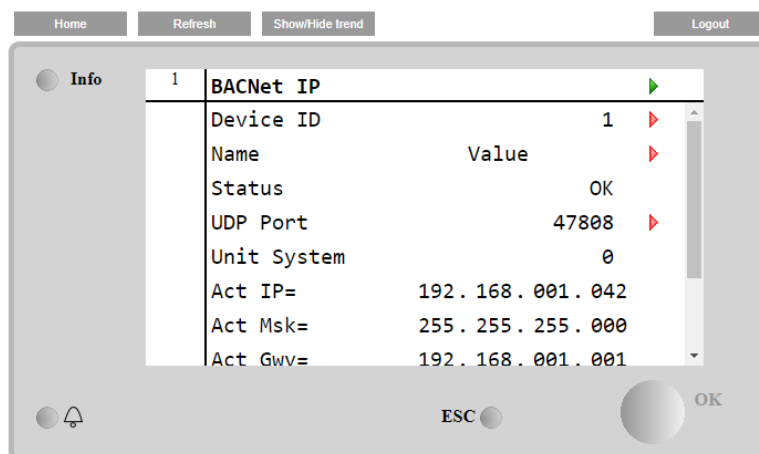 Home Refresh Show/Hide trend Logout
Info
1 BACNet IP
Device ID 1
Name Value
Status OK
UDP Port 47808
Unit System 0
Act IP= 192.168.001.042
Act Msk= 255.255.255.000
Act Gwy= 192.168.001.001
ESC OK